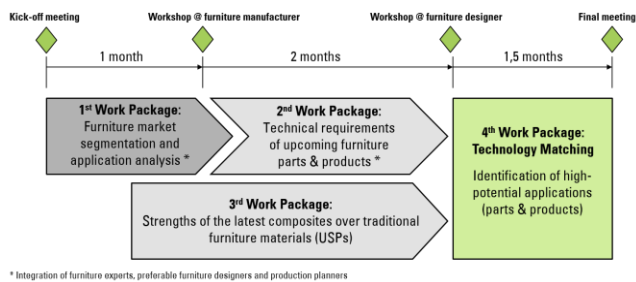 Kick-off meeting
Workshop @ furniture manufacturer
Workshop @ furniture designer
Final meeting
1 month
2 months
1,5 months
1st Work Package:
Furniture market
segmentation and
application analysis *
2nd Work Package:
Technical requirements
of upcoming furniture
parts & products *
3rd Work Package:
Strengths of the latest composites over traditional
furniture materials (USPs)
4th Work Package:
Technology Matching
Identification of high-
potential applications
(parts & products)
* Integration of furniture experts, preferable furniture designers and production planners